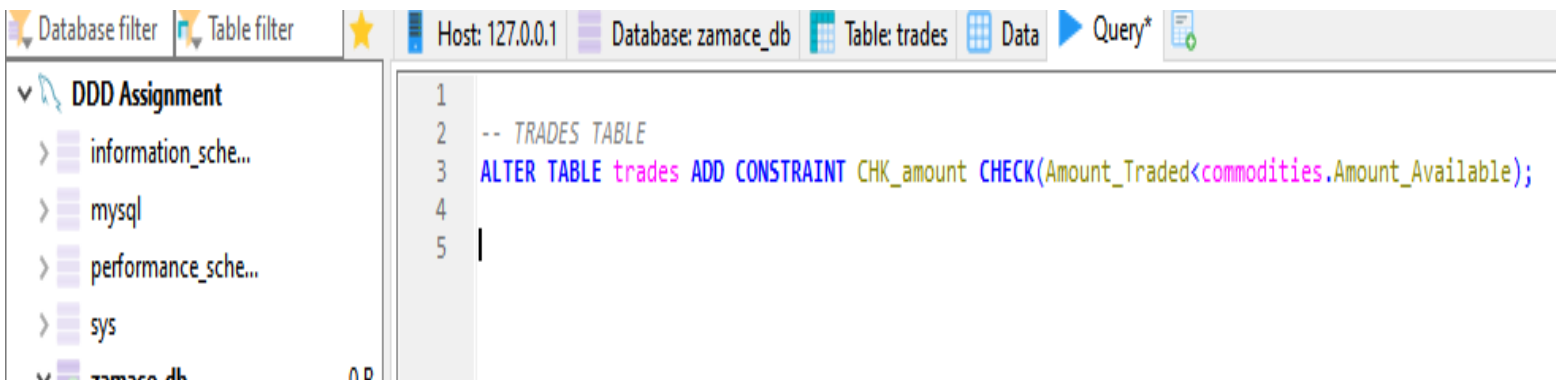 Database filter Table filter
Host: 127.0.0.1 Database: zamace_db Table: trades Data Query*
DDD Assignment
information_sche...
mysql
performance_sche...
sys
zamace_db 0 B
1
2 -- TRADES TABLE
3 ALTER TABLE trades ADD CONSTRAINT CHK_amount CHECK(Amount_Traded<commodities.Amount_Available);
4
5